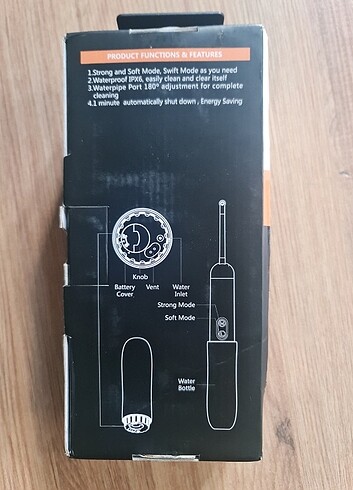 PRODUCT FUNCTIONS & FEATURES
1.Strong and Soft Mode, Swift Mode as you need
2.Waterproof IPX6, easily clean and clear itself
3.Waterpipe Port 180° adjustment for complete
cleaning
4.1 minute automatically shut down , Energy Saving
Knob
Battery
Cover
Vent
Water
Inlet
Strong Mode
Soft Mode
Water
Bottle